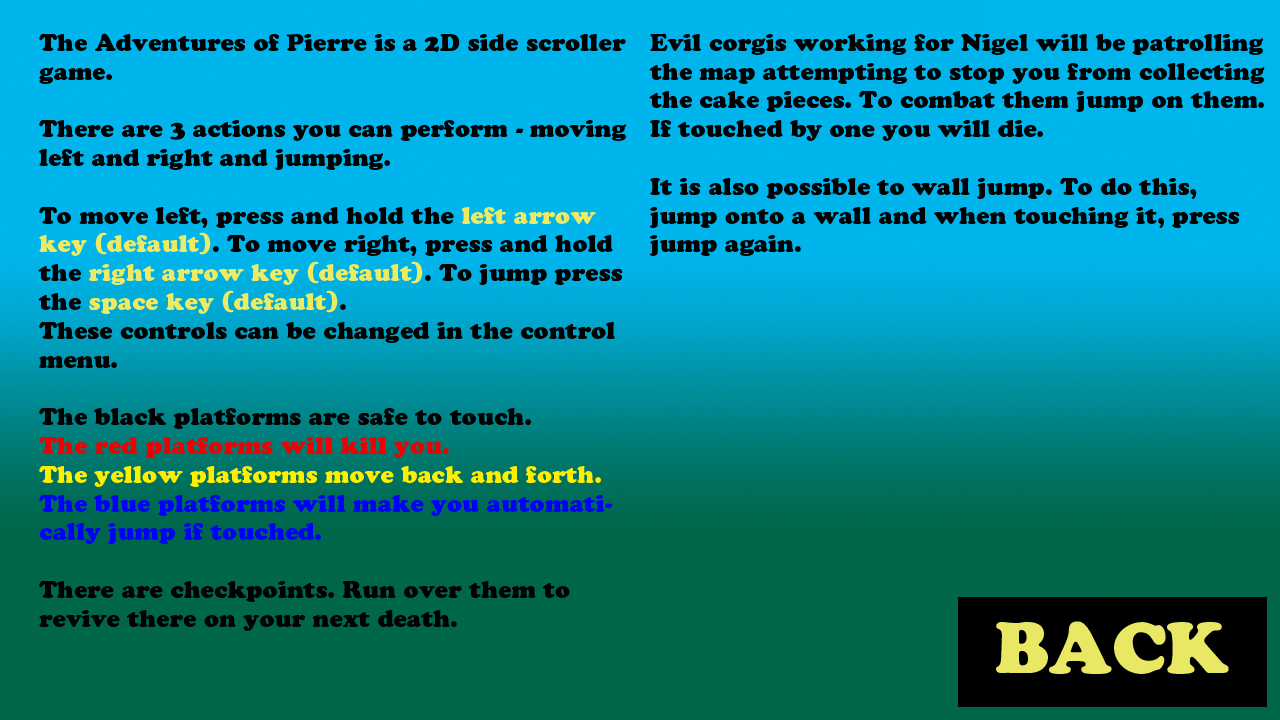 The Adventures of Pierre is a 2D side scroller
game.
There are 3 actions you can perform - moving
left and right and jumping.
To move left, press and hold the left arrow
key (default). To move right, press and hold
the right arrow key (default). To jump press
the space key (default).
These controls can be changed in the control
menu.
The black platforms are safe to touch.
The red platforms will kill you.
The yellow platforms move back and forth.
The blue platforms will make you automati-
cally jump if touched.
There are checkpoints. Run over them to
revive there on your next death.
Evil corgis working for Nigel will be patrolling
the map attempting to stop you from collecting
the cake pieces. To combat them jump on them.
If touched by one you will die.
It is also possible to wall jump. To do this,
jump onto a wall and when touching it, press
jump again.
BACK